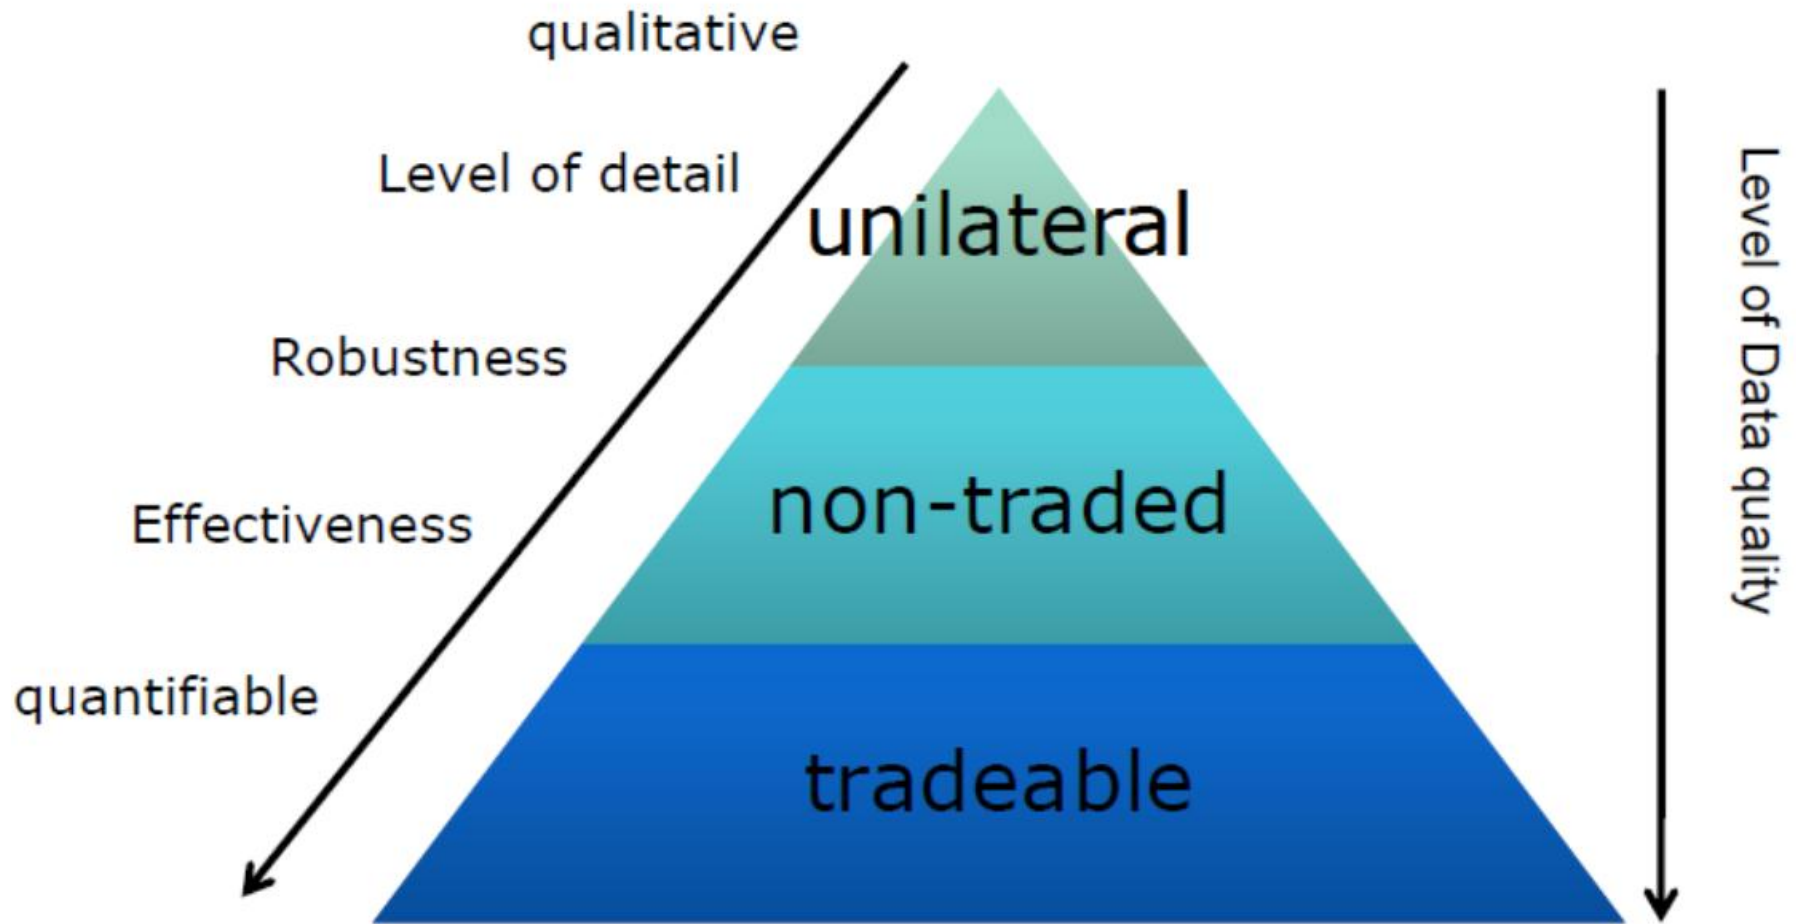 qualitative
Level of detail
unilateral
Robustness
non-traded
Effectiveness
quantifiable
tradeable
Level of Data quality